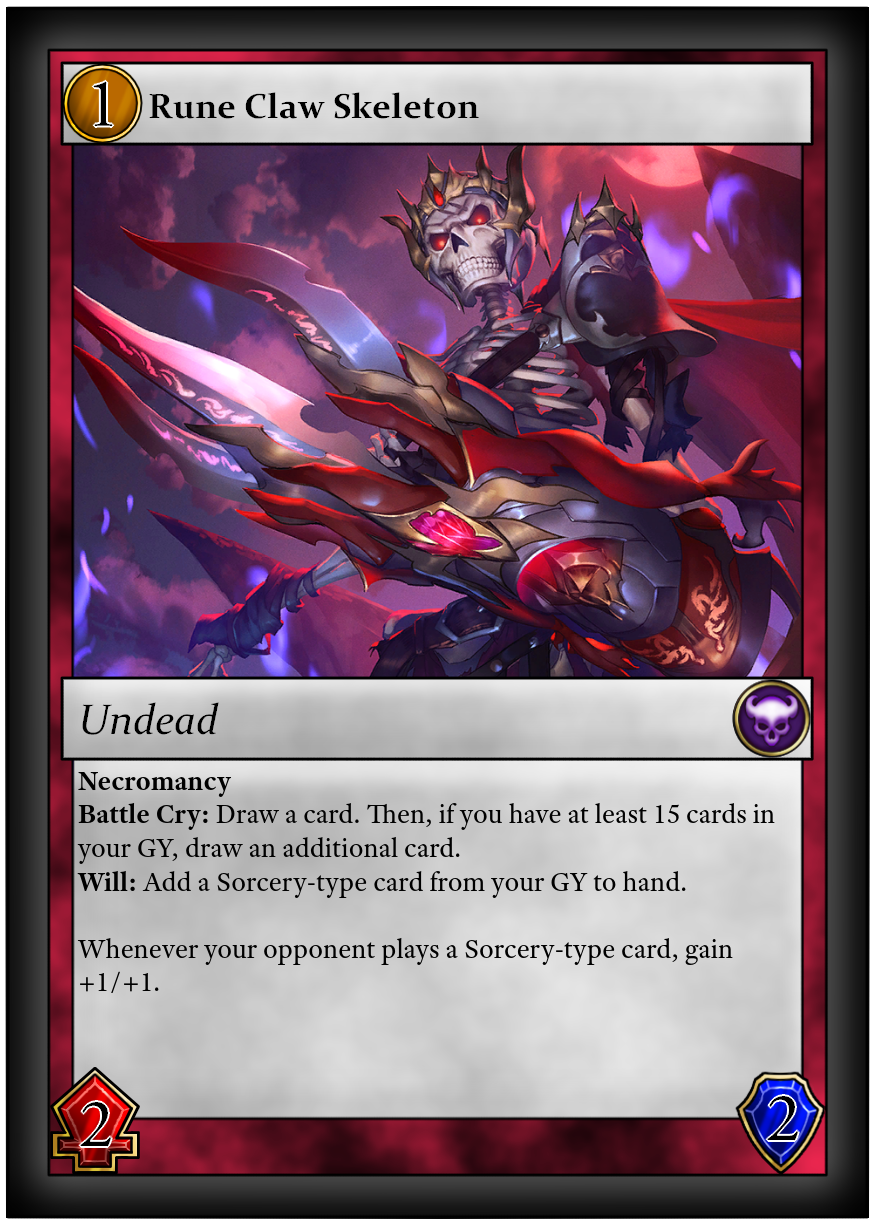 1
Rune Claw Skeleton
Undead
Necromancy
Battle Cry: Draw a card. Then, if you have at least 15 cards in
your GY, draw an additional card.
Will: Add a Sorcery-type card from your GY to hand.
Whenever your opponent plays a Sorcery-type card, gain
+1/+1.
2
2